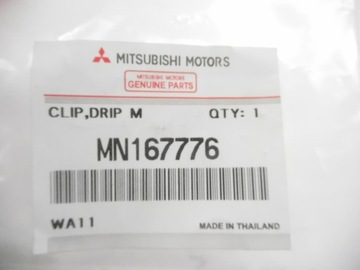 MITSUBISHI MOTORS
MITSUBISHI MOTORS
GENUINE PARTS
CLIP,DRIP M QTY: 1
MN167776
WA11 MADE IN THAILAND